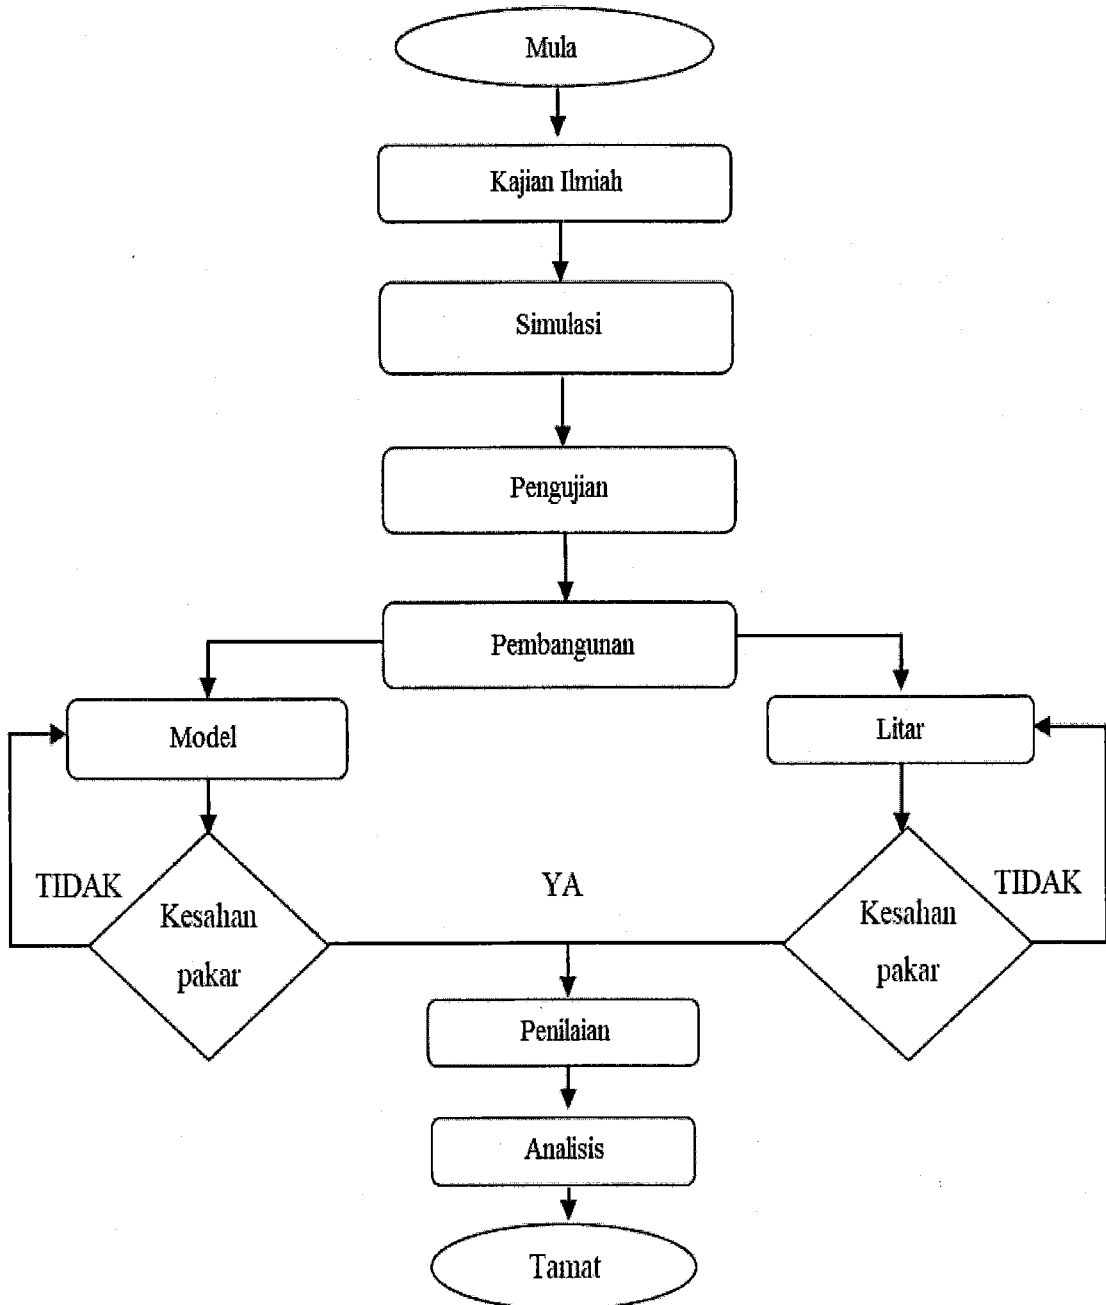 Mula
Kajian Ilmiah
Simulasi
Pengujian
Pembangunan
Model
Litar
TIDAK
Kesahan
pakar
YA
TIDAK
Kesahan
pakar
Penilaian
Analisis
Tamat